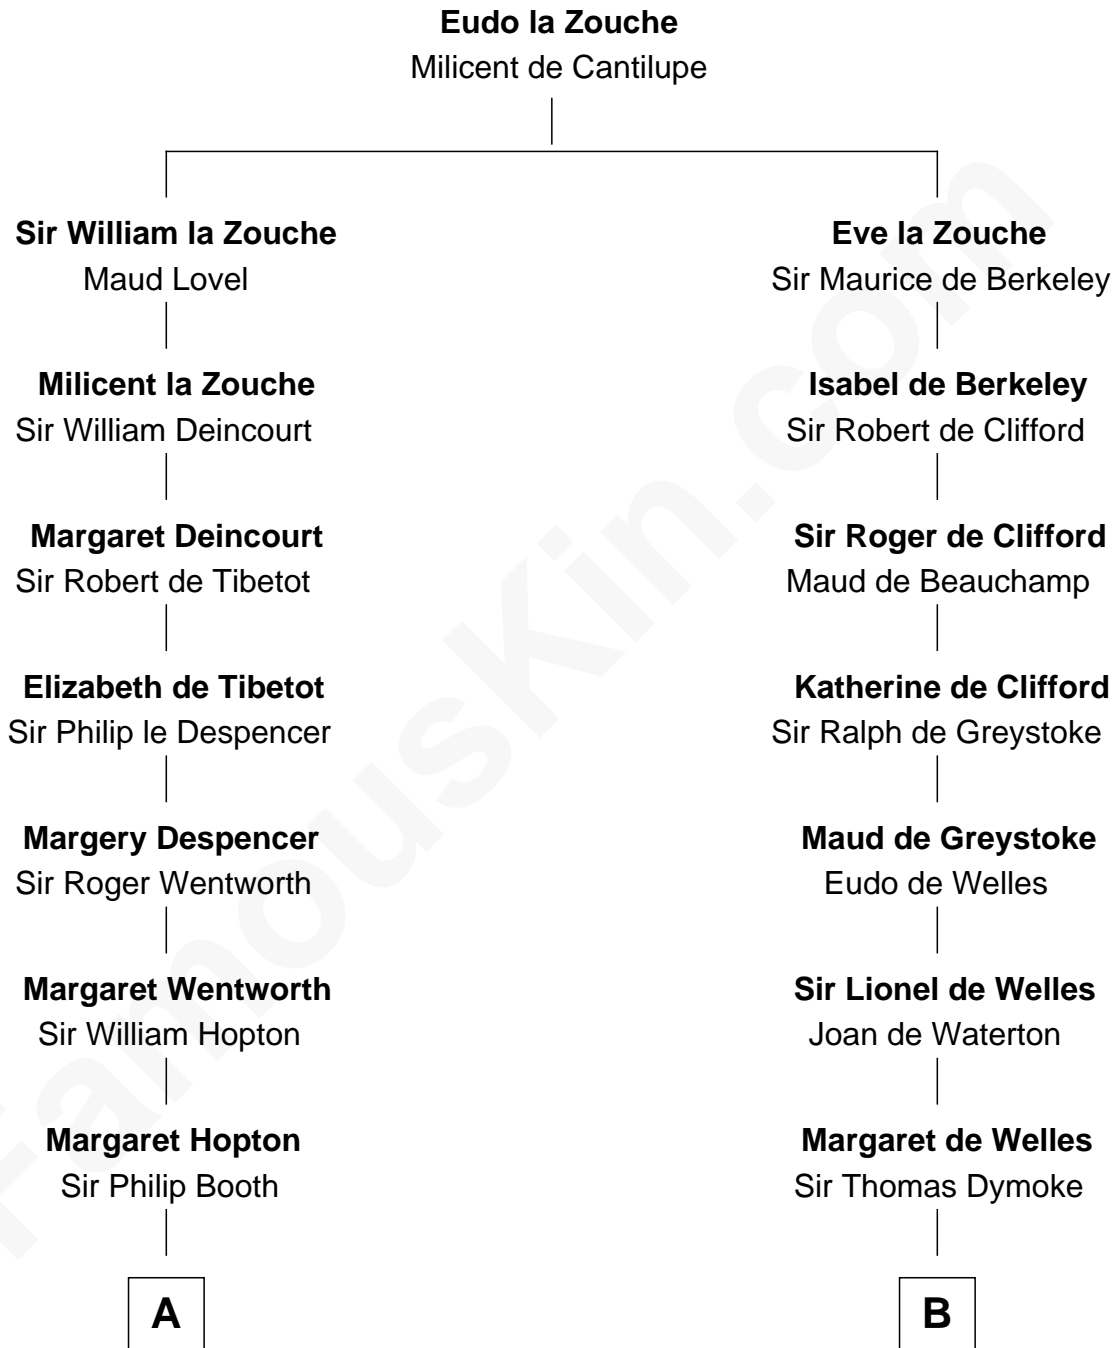 Eudo la Zouche
Milicent de Cantilupe
Sir William la Zouche
Maud Lovel
Eve la Zouche
Sir Maurice de Berkeley
Milicent la Zouche
Sir William Deincourt
Isabel de Berkeley
Sir Robert de Clifford
Margaret Deincourt
Sir Robert de Tibetot
Sir Roger de Clifford
Maud de Beauchamp
Elizabeth de Tibetot
Sir Philip le Despencer
Katherine de Clifford
Sir Ralph de Greystoke
Margery Despencer
Sir Roger Wentworth
Maud de Greystoke
Eudo de Welles
Margaret Wentworth
Sir William Hopton
Sir Lionel de Welles
Joan de Waterton
Margaret Hopton
Sir Philip Booth
Margaret de Welles
Sir Thomas Dymoke
A
B
FamousKin.com